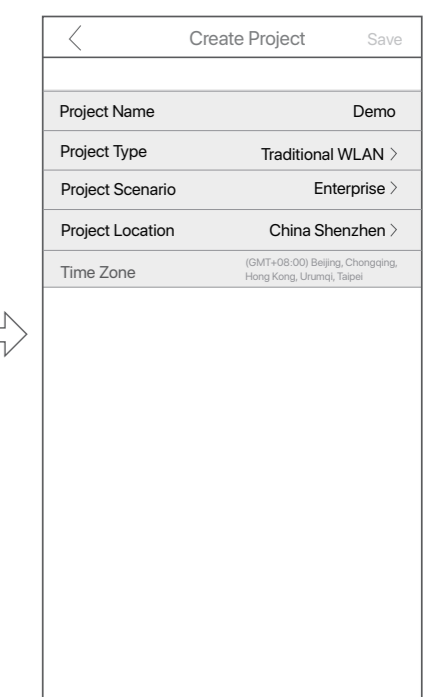 Create Project Save
Project Name Demo
Project Type Traditional WLAN >
Project Scenario Enterprise >
Project Location China Shenzhen >
Time Zone (GMT+08:00) Beijing, Chongqing,
Hong Kong, Urumqi, Taipei